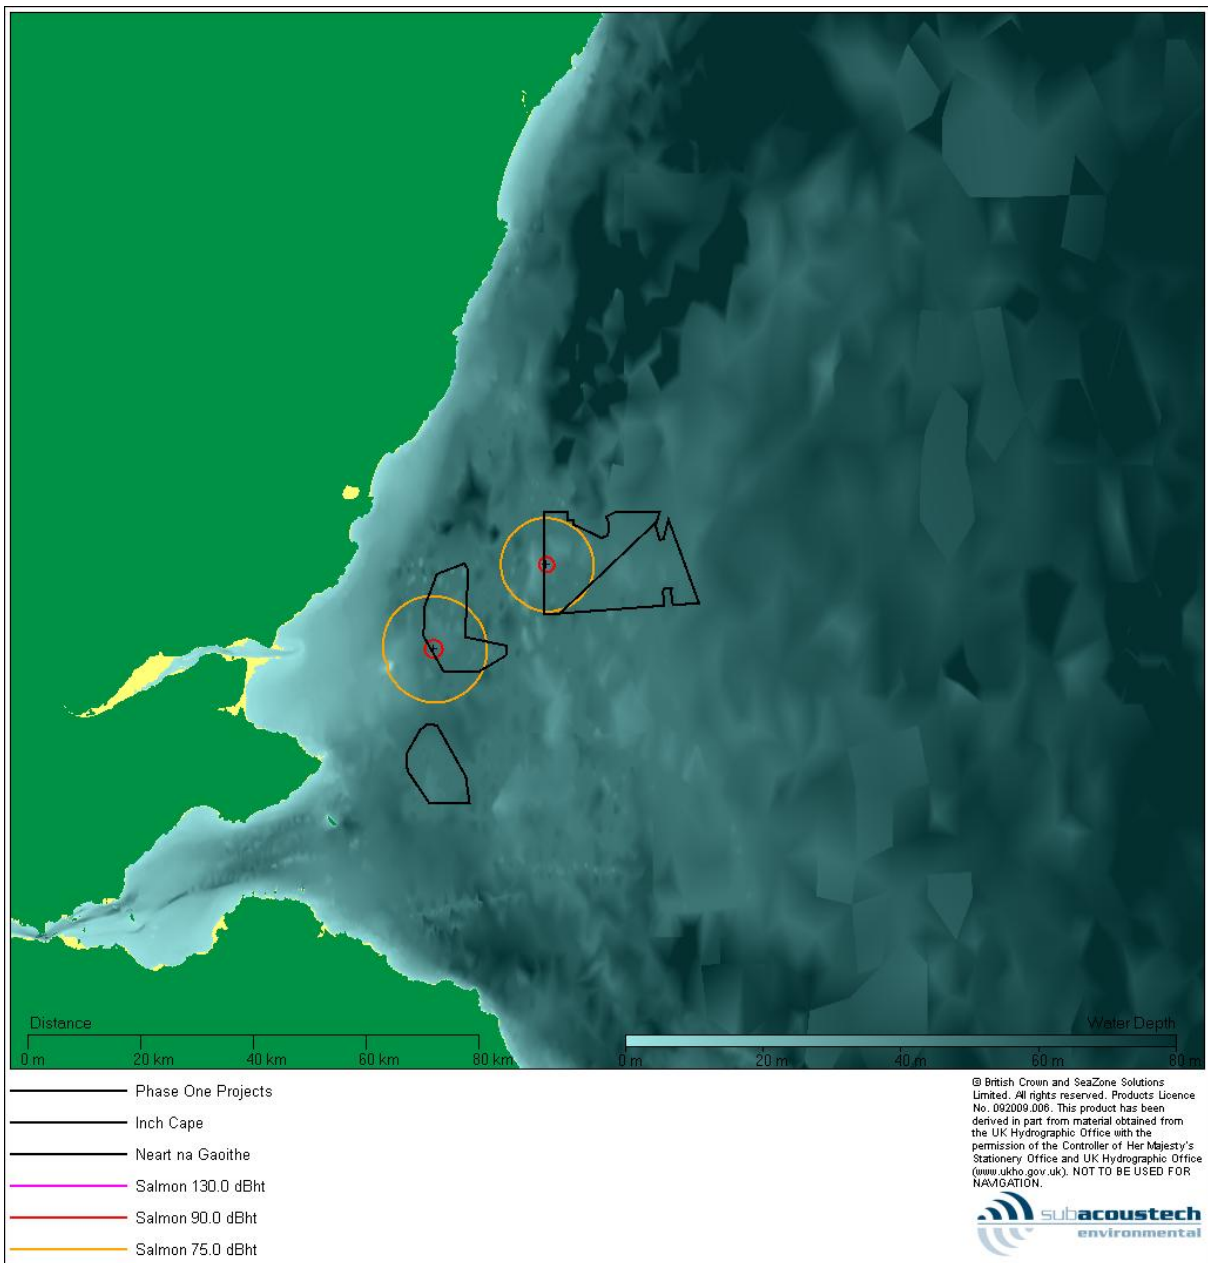 Distance
Water Depth
0 m 20 km 40 km 60 km 80 km
0 m 20 m 40 m 60 m 80 m
Phase One Projects
Inch Cape
Neart na Gaoithe
Salmon 130.0 dBht
Salmon 90.0 dBht
Salmon 75.0 dBht
© British Crown and SeaZone Solutions
Limited. All rights reserved. Products Licence
No. 092009.006. This product has been
derived in part from material obtained from
the UK Hydrographic Office with the
permission of the Controller of Her Majesty's
Stationery Office and UK Hydrographic Office
(www.ukho.gov.uk). NOT TO BE USED FOR
NAVIGATION.
subacoustech
environmental